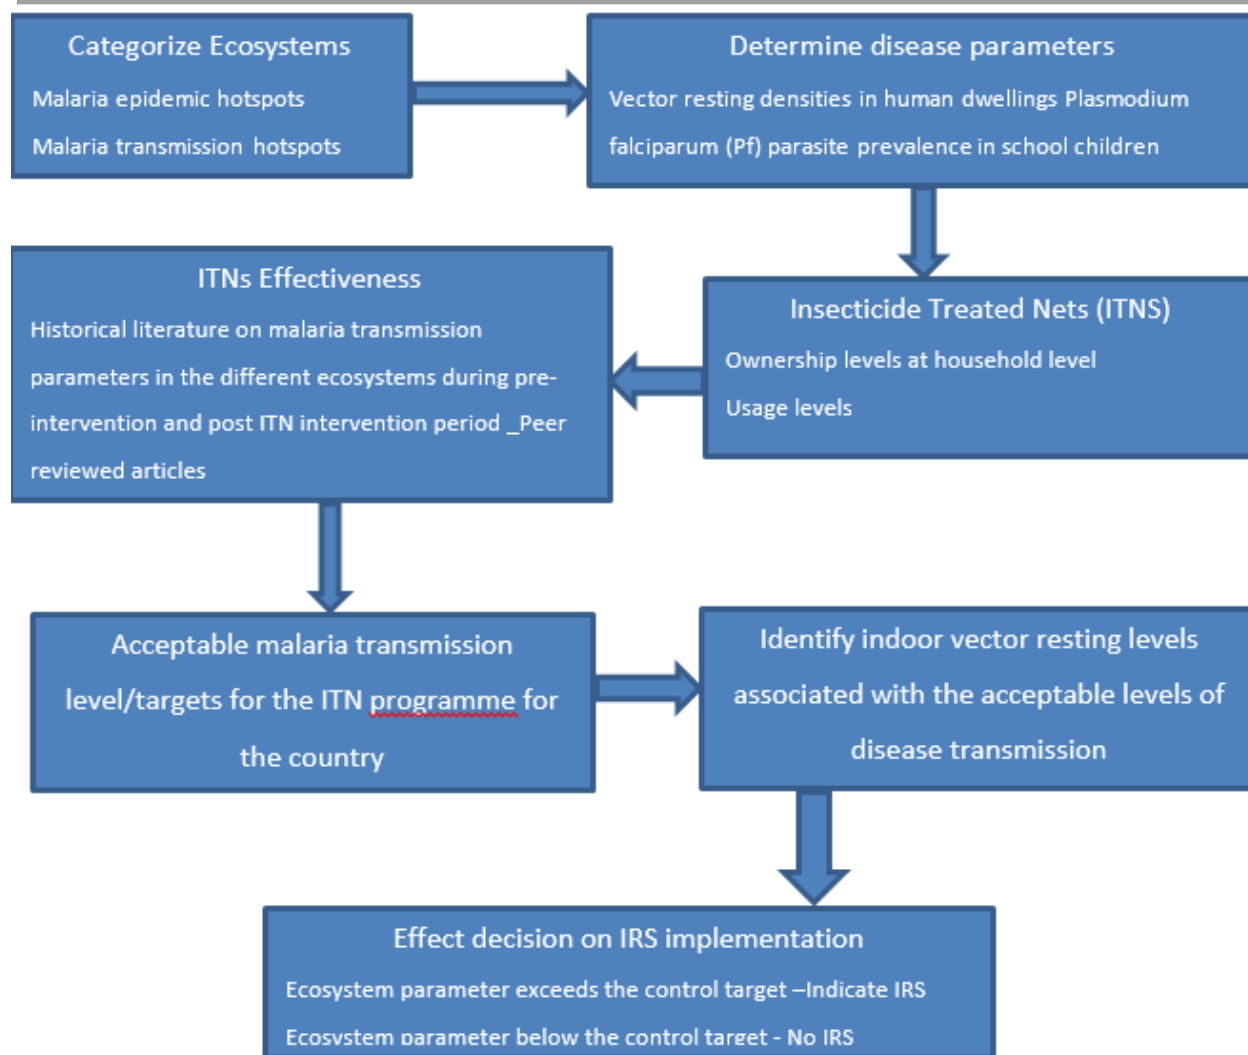 Categorize Ecosystems
Malaria epidemic hotspots
Malaria transmission hotspots
Determine disease parameters
Vector resting densities in human dwellings Plasmodium
falciparum (Pf) parasite prevalence in school children
Insecticide Treated Nets (ITNS)
Ownership levels at household level
Usage levels
ITNs Effectiveness
Historical literature on malaria transmission
parameters in the different ecosystems during pre-
intervention and post ITN intervention period _Peer
reviewed articles
Acceptable malaria transmission
level/targets for the ITN programme for
the country
Identify indoor vector resting levels
associated with the acceptable levels of
disease transmission
Effect decision on IRS implementation
Ecosystem parameter exceeds the control target –Indicate IRS
Ecosystem parameter below the control target - No IRS